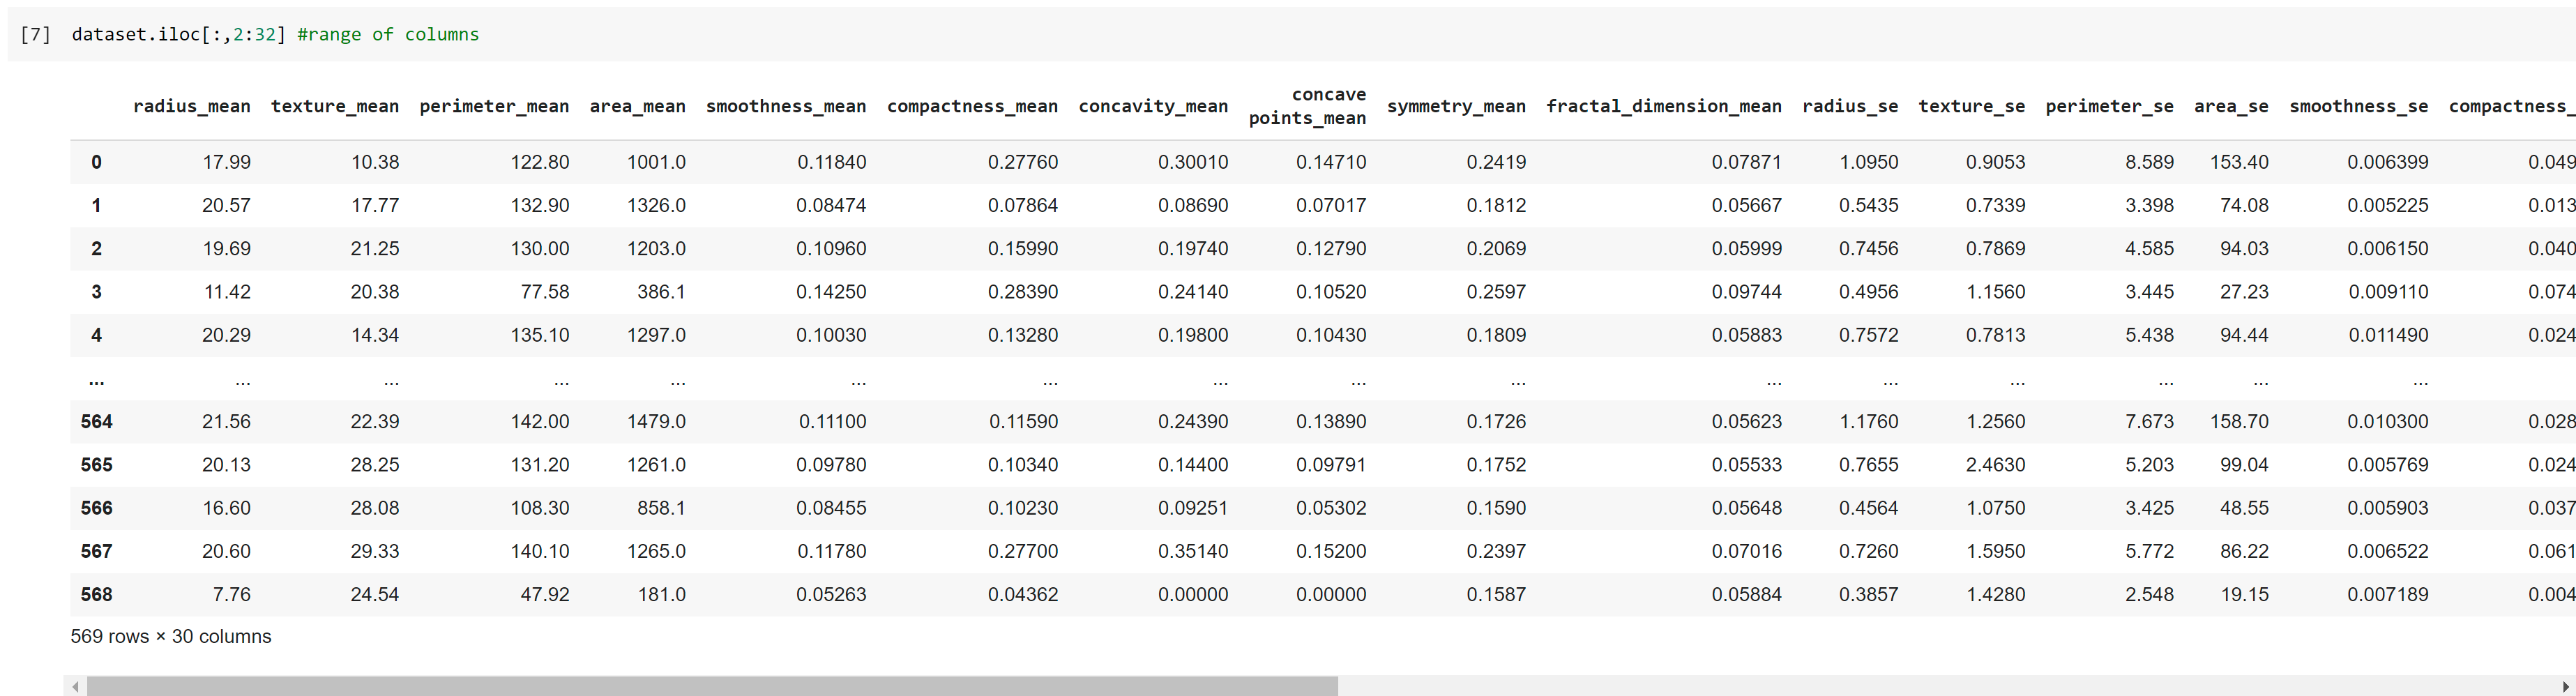 [7] dataset.iloc[:,2:32] #range of columns
radius_mean texture_mean perimeter_mean area_mean smoothness_mean compactness_mean concavity_mean concave points_mean symmetry_mean fractal_dimension_mean radius_se texture_se perimeter_se area_se smoothness_se compactness_
0 17.99 10.38 122.80 1001.0 0.11840 0.27760 0.30010 0.14710 0.2419 0.07871 1.0950 0.9053 8.589 153.40 0.006399 0.049
1 20.57 17.77 132.90 1326.0 0.08474 0.07864 0.08690 0.07017 0.1812 0.05667 0.5435 0.7339 3.398 74.08 0.005225 0.013
2 19.69 21.25 130.00 1203.0 0.10960 0.15990 0.19740 0.12790 0.2069 0.05999 0.7456 0.7869 4.585 94.03 0.006150 0.040
3 11.42 20.38 77.58 386.1 0.14250 0.28390 0.24140 0.10520 0.2597 0.09744 0.4956 1.1560 3.445 27.23 0.009110 0.074
4 20.29 14.34 135.10 1297.0 0.10030 0.13280 0.19800 0.10430 0.1809 0.05883 0.7572 0.7813 5.438 94.44 0.011490 0.024
... ... ... ... ... ... ... ... ... ... ... ... ... ... ... ...
564 21.56 22.39 142.00 1479.0 0.11100 0.11590 0.24390 0.13890 0.1726 0.05623 1.1760 1.2560 7.673 158.70 0.010300 0.028
565 20.13 28.25 131.20 1261.0 0.09780 0.10340 0.14400 0.09791 0.1752 0.05533 0.7655 2.4630 5.203 99.04 0.005769 0.024
566 16.60 28.08 108.30 858.1 0.08455 0.10230 0.09251 0.05302 0.1590 0.05648 0.4564 1.0750 3.425 48.55 0.005903 0.037
567 20.60 29.33 140.10 1265.0 0.11780 0.27700 0.35140 0.15200 0.2397 0.07016 0.7260 1.5950 5.772 86.22 0.006522 0.061
568 7.76 24.54 47.92 181.0 0.05263 0.04362 0.00000 0.00000 0.1587 0.05884 0.3857 1.4280 2.548 19.15 0.007189 0.004
569 rows × 30 columns